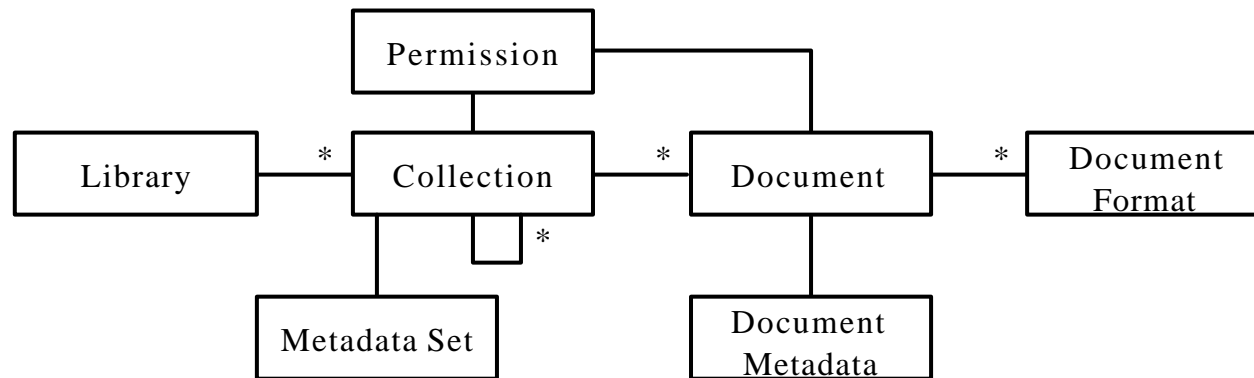 Permission
* * *
Library Collection Document Document
Format
*
Metadata Set Document
Metadata